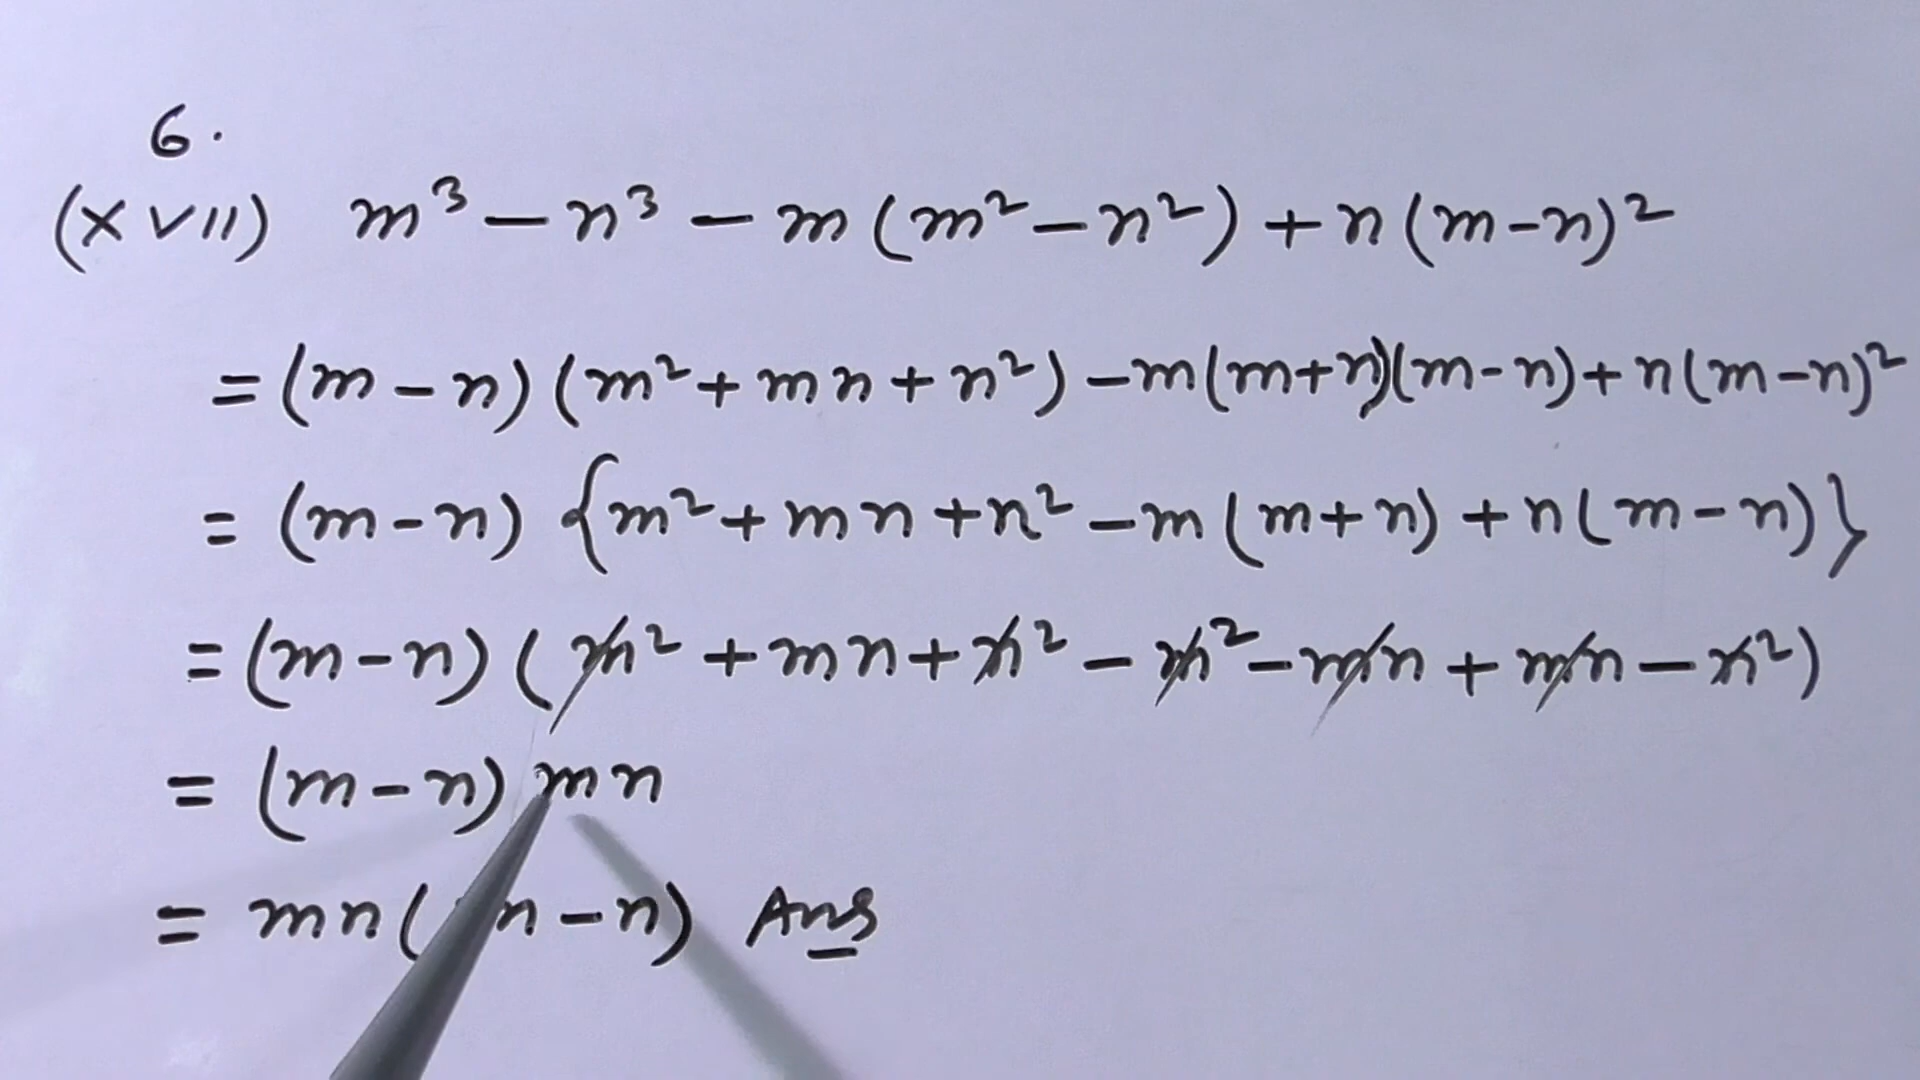 6.
(XVII) m³ – n³ – m(m² – n²) + n(m – n)²
= (m – n)(m² + mn + n²) – m(m+n)(m – n) + n(m – n)²
= (m – n) {m² + mn + n² – m(m + n) + n(m – n)}
= (m – n)(m² + mn + n² – m² – mn + mn – n²)
= (m – n) mn
= mn( – n) Ans